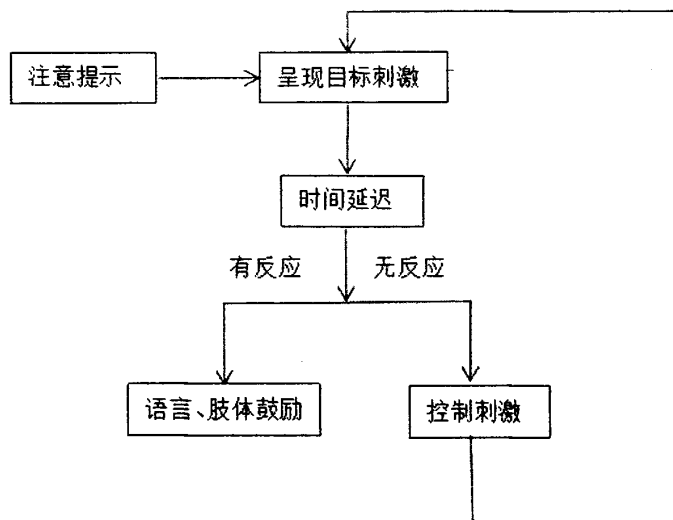 注意提示
呈现目标刺激
时间延迟
有反应
无反应
语言、肢体鼓励
控制刺激